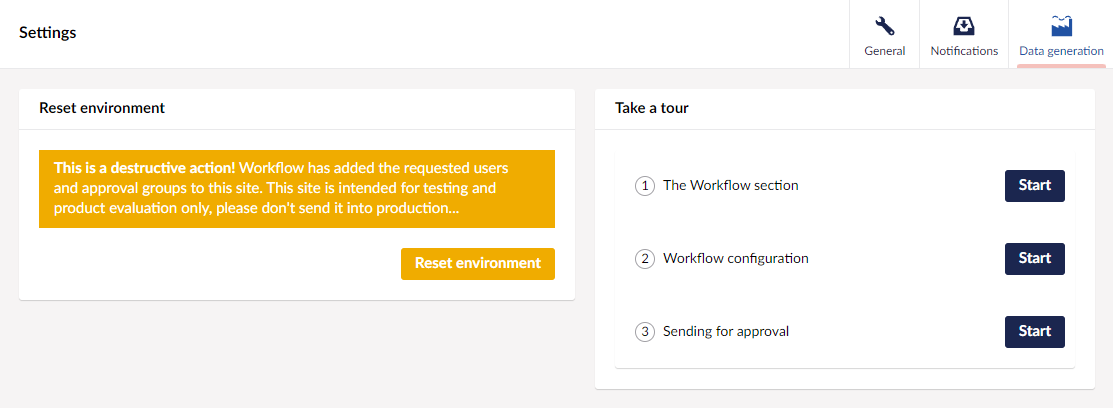 Settings
General
Notifications
Data generation
Reset environment
This is a destructive action! Workflow has added the requested users
and approval groups to this site. This site is intended for testing and
product evaluation only, please don't send it into production...
Reset environment
Take a tour
1 The Workflow section Start
2 Workflow configuration Start
3 Sending for approval Start